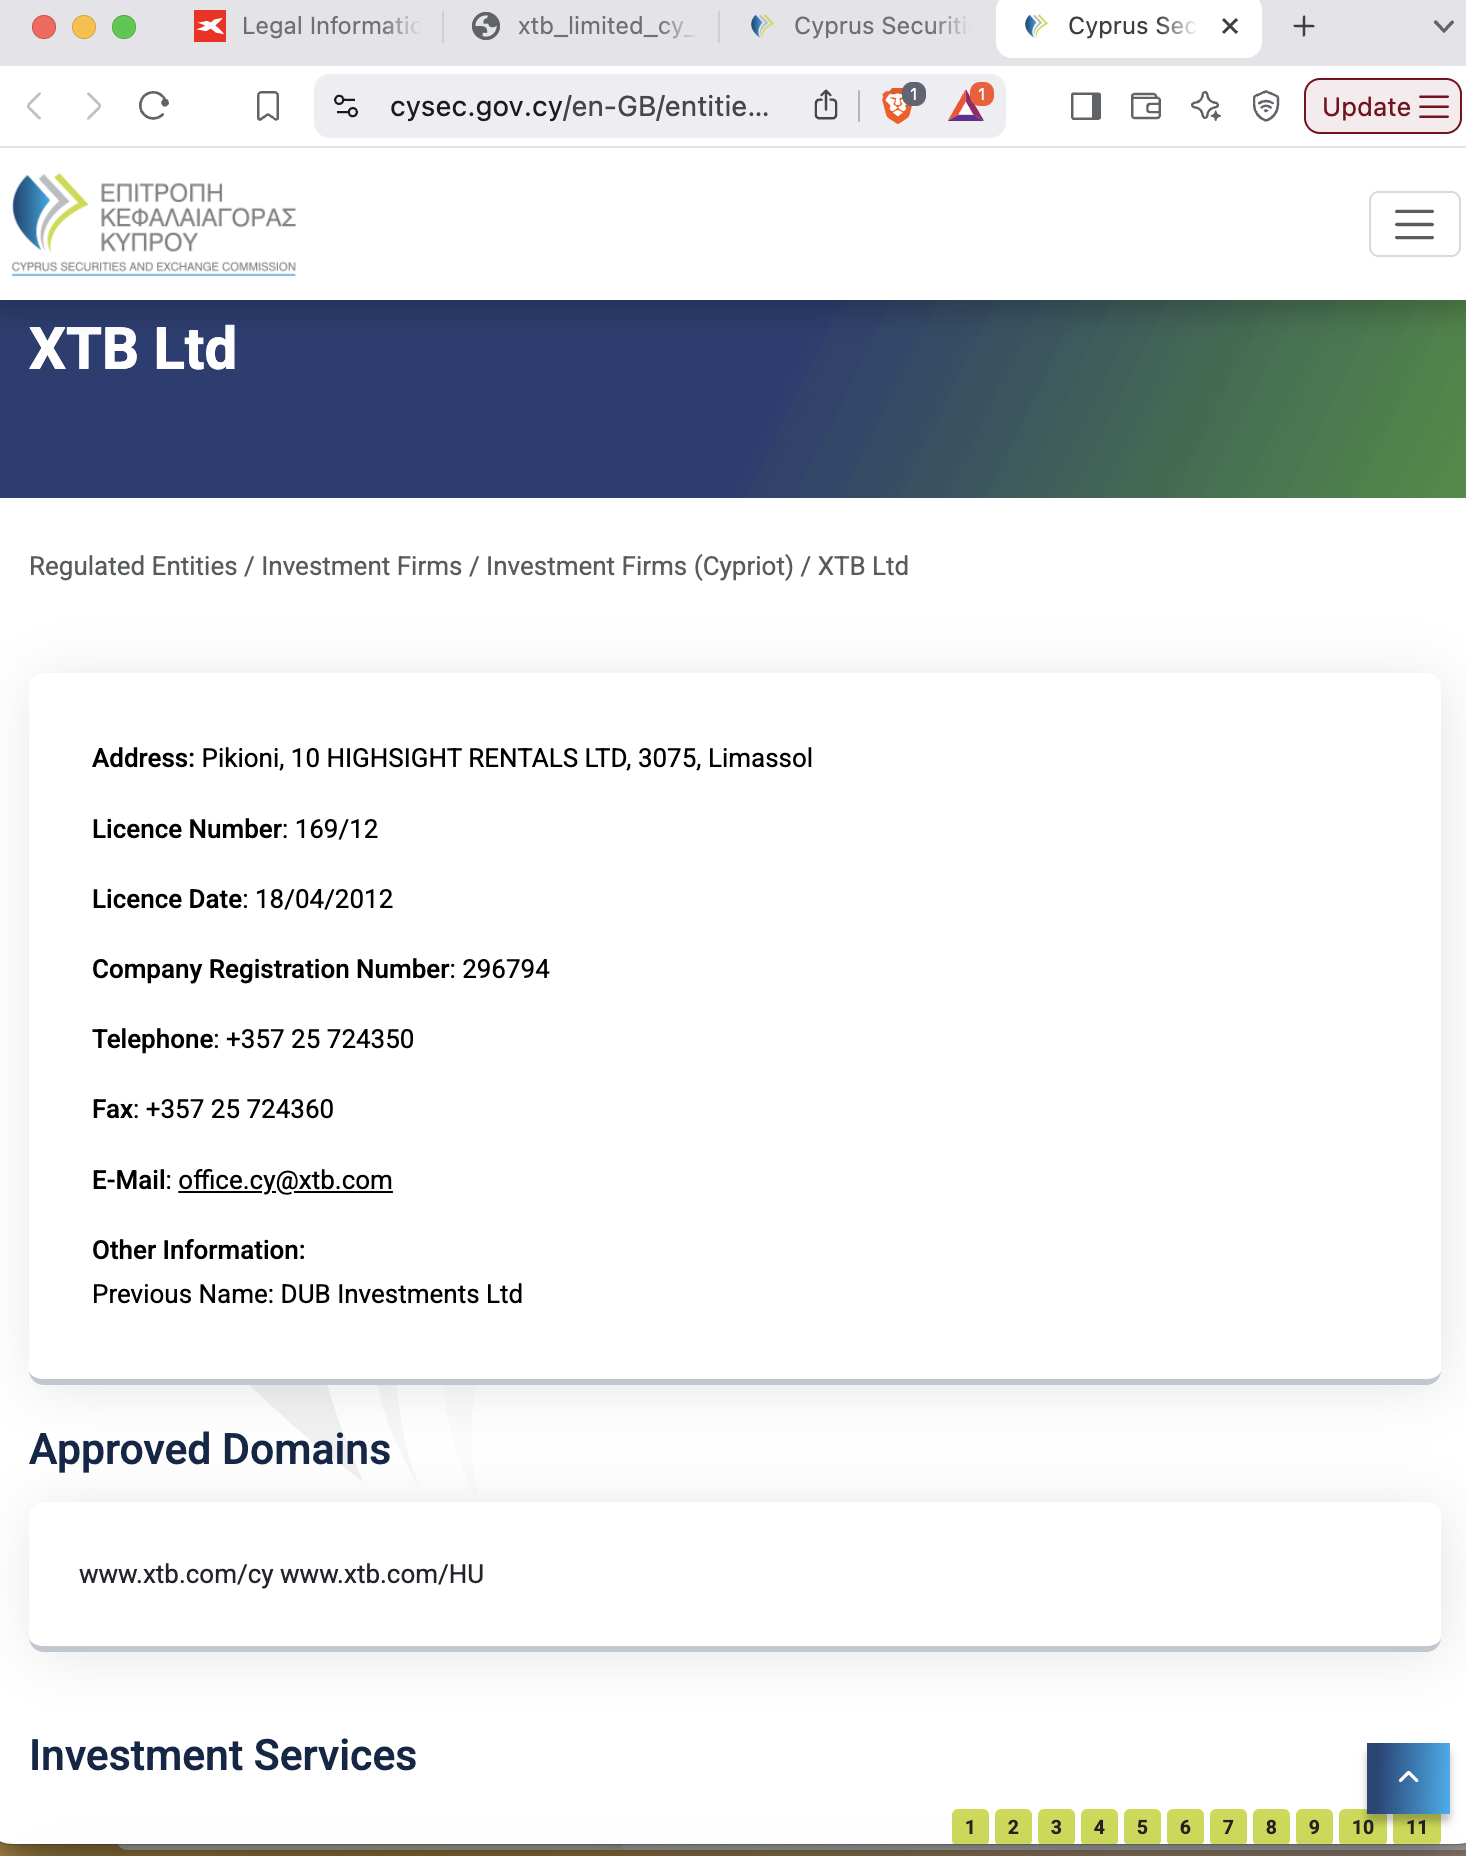 Legal Informatio
xtb_limited_cy_
Cyprus Securiti
Cyprus Sec
cysec.gov.cy/en-GB/entitie...
1
1
Update
ΕΠΙΤΡΟΠΗ
ΚΕΦΑΛΑΙΑΓΟΡΑΣ
ΚΥΠΡΟΥ
CYPRUS SECURITIES AND EXCHANGE COMMISSION
XTB Ltd
Regulated Entities / Investment Firms / Investment Firms (Cypriot) / XTB Ltd
Address: Pikioni, 10 HIGHSIGHT RENTALS LTD, 3075, Limassol
Licence Number: 169/12
Licence Date: 18/04/2012
Company Registration Number: 296794
Telephone: +357 25 724350
Fax: +357 25 724360
E-Mail: office.cy@xtb.com
Other Information:
Previous Name: DUB Investments Ltd
Approved Domains
www.xtb.com/cy www.xtb.com/HU
Investment Services
1 2 3 4 5 6 7 8 9 10 11